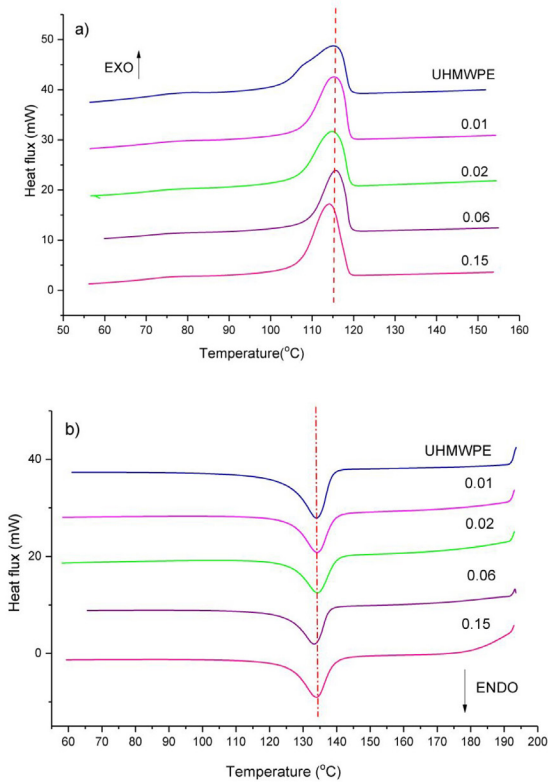 a)
EXO
UHMWPE
0.01
0.02
0.06
0.15
Heat flux (mW)
50
40
30
20
10
0
50 60 70 80 90 100 110 120 130 140 150 160
Temperature(°C)
b)
UHMWPE
0.01
0.02
0.06
0.15
ENDO
Heat flux (mW)
40
20
0
60 70 80 90 100 110 120 130 140 150 160 170 180 190 200
Temperature (°C)